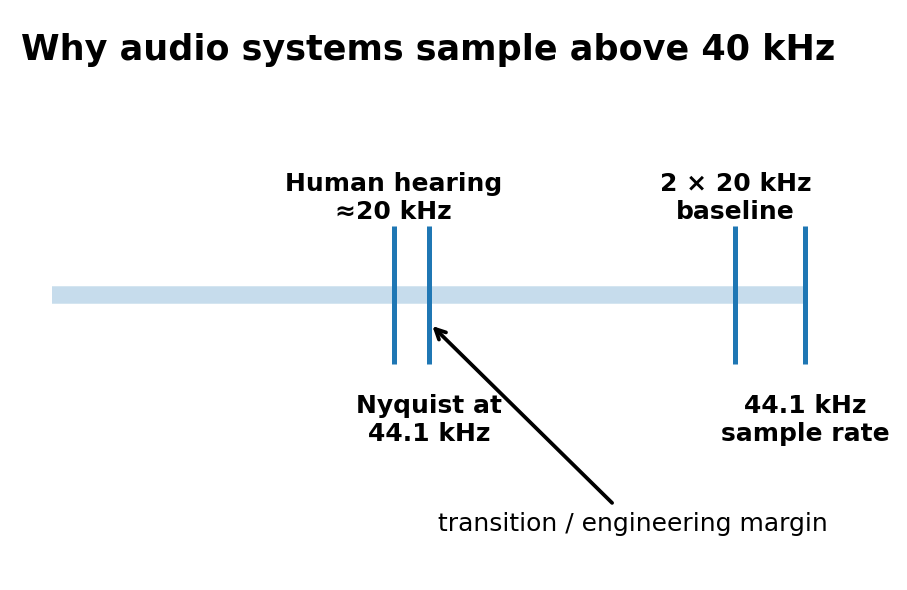 Why audio systems sample above 40 kHz
Human hearing
≈20 kHz
2 × 20 kHz
baseline
Nyquist at
44.1 kHz
44.1 kHz
sample rate
transition / engineering margin